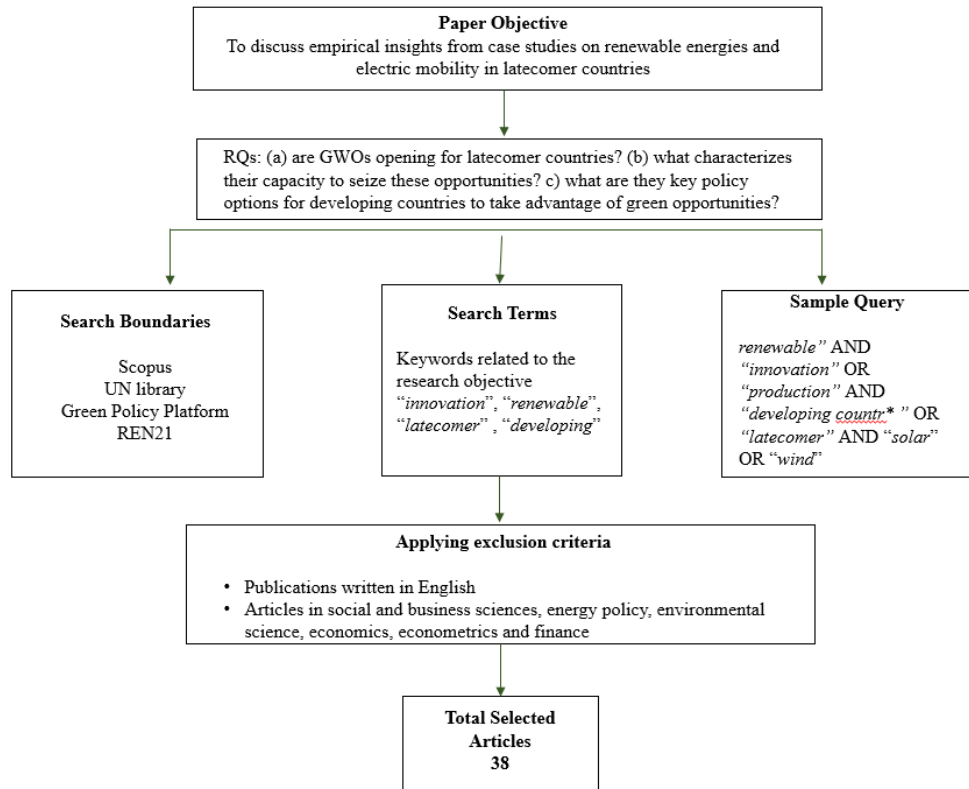 Paper Objective
To discuss empirical insights from case studies on renewable energies and
electric mobility in latecomer countries
RQs: (a) are GWOs opening for latecomer countries? (b) what characterizes
their capacity to seize these opportunities? c) what are they key policy
options for developing countries to take advantage of green opportunities?
Search Boundaries
Scopus
UN library
Green Policy Platform
REN21
Search Terms
Keywords related to the
research objective
“innovation”, “renewable”,
“latecomer” , “developing”
Sample Query
renewable” AND
“innovation” OR
“production” AND
“developing countr* ” OR
“latecomer” AND “solar”
OR “wind”
Applying exclusion criteria
• Publications written in English
• Articles in social and business sciences, energy policy, environmental
science, economics, econometrics and finance
Total Selected
Articles
38